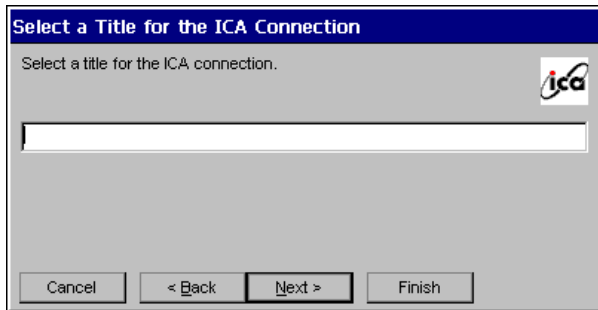 Select a Title for the ICA Connection
Select a title for the ICA connection.
ica
Cancel
< Back
Next >
Finish